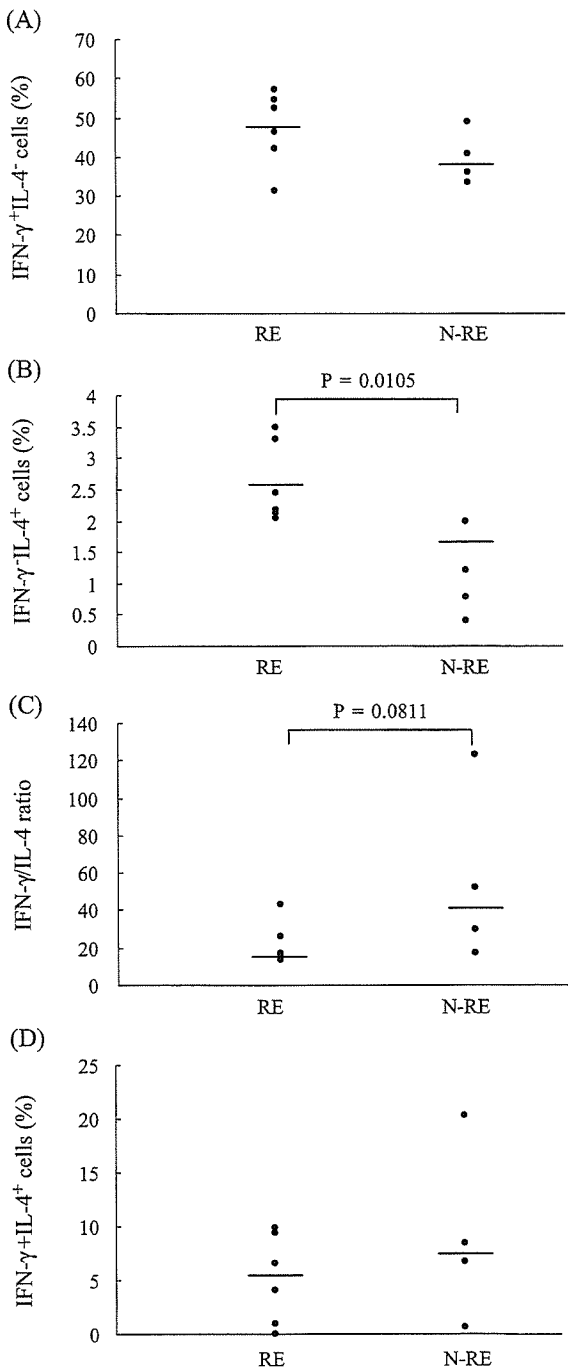 (A)
IFN-γ⁺IL-4⁻ cells (%)
70
60
50
40
30
20
10
0
RE N-RE
(B)
P = 0.0105
IFN-γ⁻IL-4⁺ cells (%)
4
3.5
3
2.5
2
1.5
1
0.5
0
RE N-RE
(C)
P = 0.0811
IFN-γ/IL-4 ratio
140
120
100
80
60
40
20
0
RE N-RE
(D)
IFN-γ+IL-4⁺ cells (%)
25
20
15
10
5
0
RE N-RE